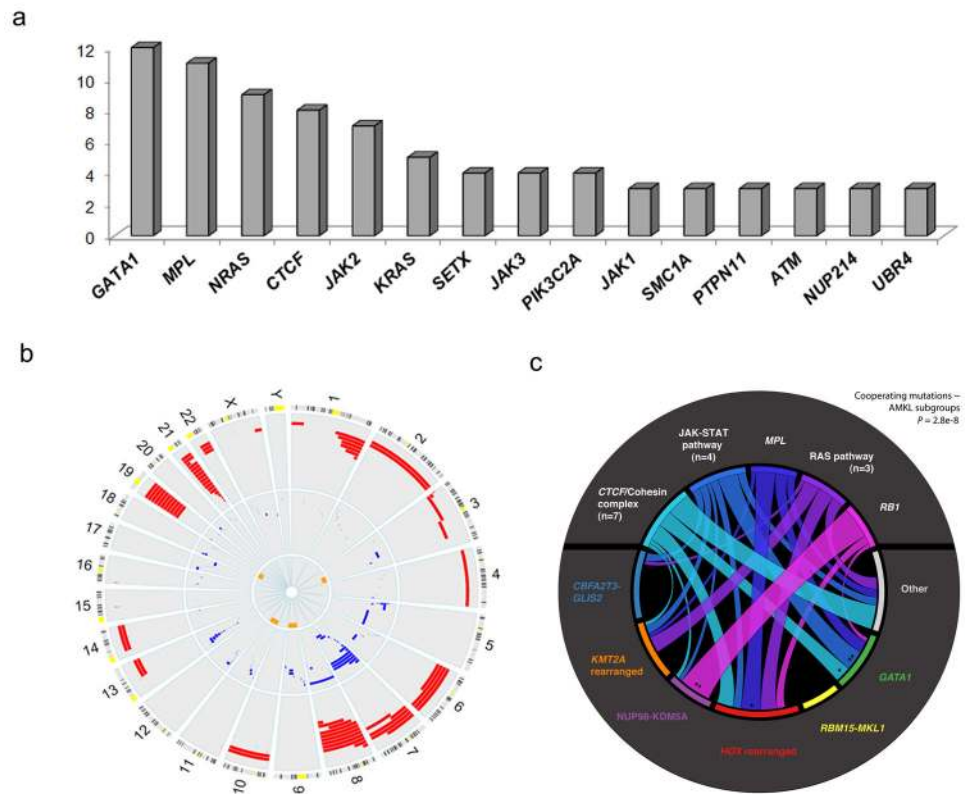 a
12
10
8
6
4
2
0
GATA1
MPL
NRAS
CTCF
JAK2
KRAS
SETX
JAK3
PIK3C2A
JAK1
SMC1A
PTPN11
ATM
NUP214
UBR4
b
1
2
3
4
5
6
7
8
9
10
11
12
13
14
15
16
17
18
19
20
21
22
X
Y
c
Cooperating mutations –
AMKL subgroups
P = 2.8e-8
JAK-STAT
pathway
(n=4)
MPL
RAS pathway
(n=3)
CTCF/Cohesin
complex
(n=7)
RB1
CBFA2T3-
GLIS2
Other
KMT2A
rearranged
GATA1
NUP98-KDM5A
RBM15-MKL1
HOX rearranged